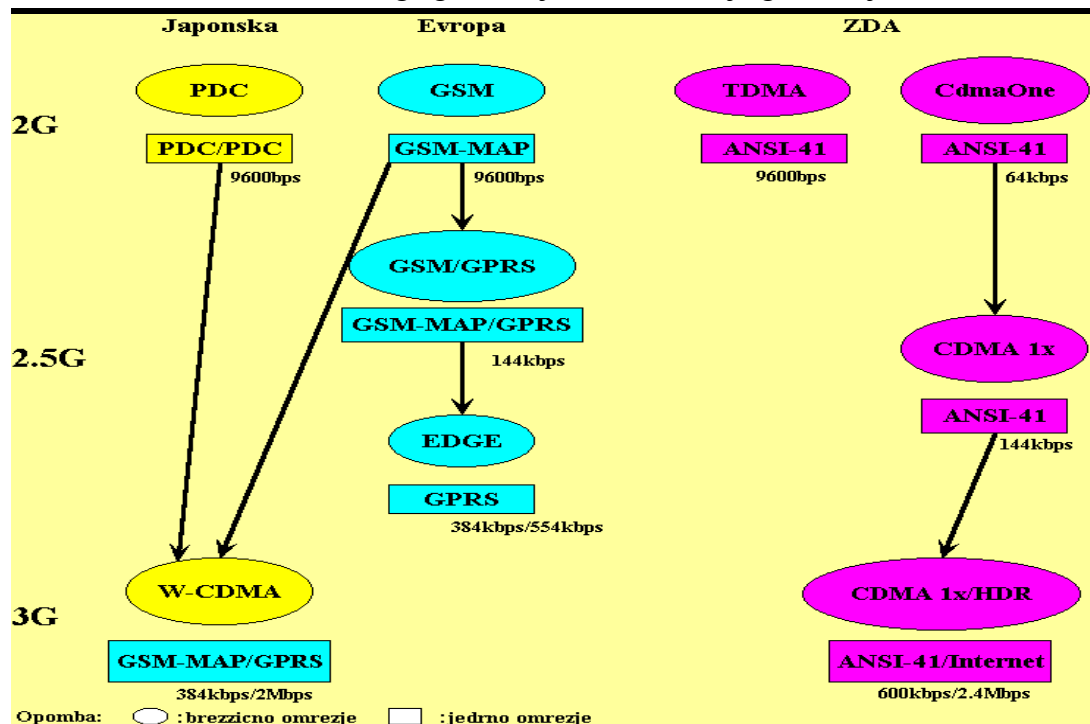 Japonska Evropa ZDA
PDC GSM TDMA CdmaOne
2G
PDC/PDC GSM-MAP ANSI-41 ANSI-41
9600bps 9600bps 9600bps 64kbps
GSM/GPRS
GSM-MAP/GPRS
2.5G
144kbps
CDMA 1x
ANSI-41
144kbps
EDGE
GPRS
384kbps/554kbps
W-CDMA CDMA 1x/HDR
3G
GSM-MAP/GPRS ANSI-41/Internet
384kbps/2Mbps 600kbps/2.4Mbps
Opomba: :brezzicno omrezje :jedrno omrezje